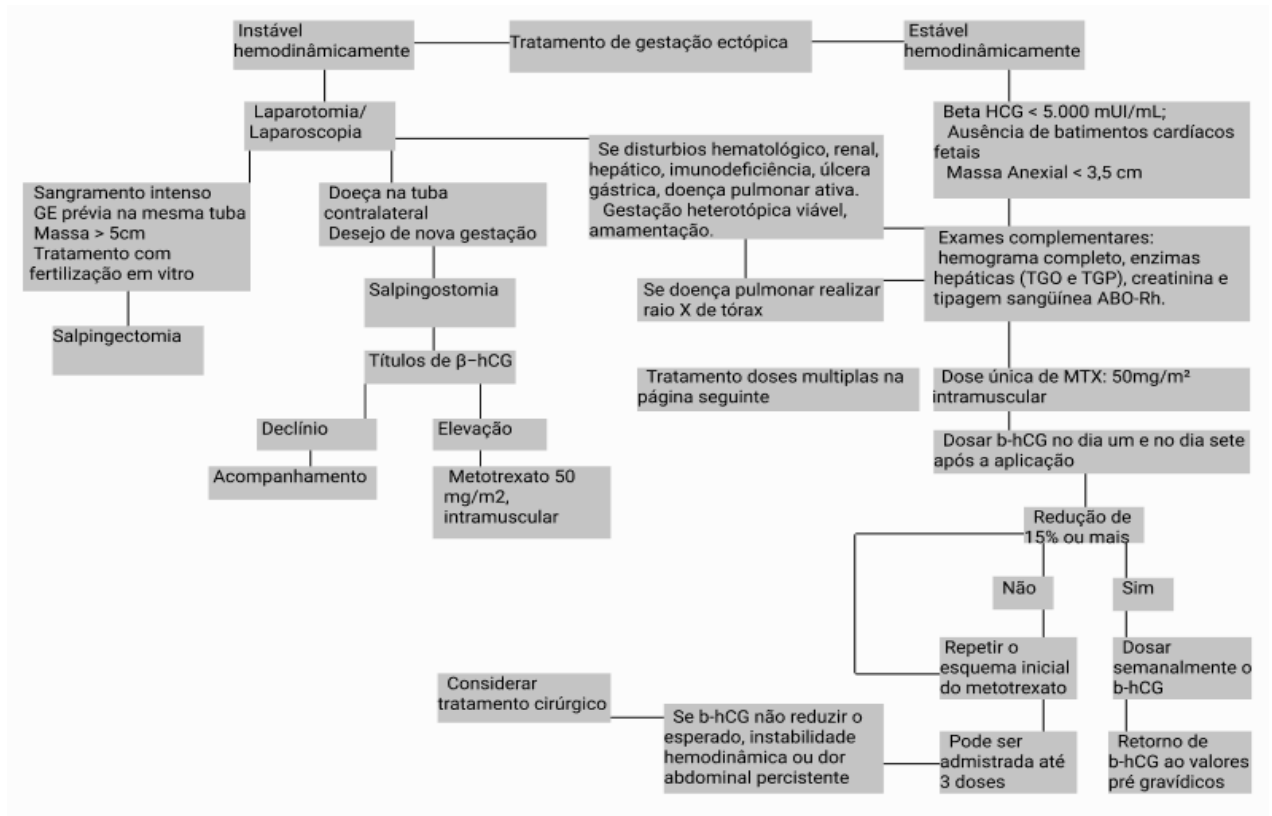 Instável
hemodinâmicamente
Tratamento de gestação ectópica
Estável
hemodinâmicamente
Laparotomia/
Laparoscopia
Beta HCG < 5.000 mUI/mL;
Ausência de batimentos cardíacos
fetais
Massa Anexial < 3,5 cm
Se disturbios hematológico, renal,
hepático, imunodeficiência, úlcera
gástrica, doença pulmonar ativa.
Gestação heterotópica viável,
amamentação.
Sangramento intenso
GE prévia na mesma tuba
Massa > 5cm
Tratamento com
fertilização em vitro
Doeça na tuba
contralateral
Desejo de nova gestação
Exames complementares:
hemograma completo, enzimas
hepáticas (TGO e TGP), creatinina e
tipagem sangüínea ABO-Rh.
Salpingostomia
Se doença pulmonar realizar
raio X de tórax
Salpingectomia
Títulos de β–hCG
Tratamento doses multiplas na
página seguinte
Dose única de MTX: 50mg/m²
intramuscular
Declínio
Elevação
Dosar b-hCG no dia um e no dia sete
após a aplicação
Acompanhamento
Metotrexato 50
mg/m2,
intramuscular
Redução de
15% ou mais
Não
Sim
Repetir o
esquema inicial
do metotrexato
Dosar
semanalmente o
b-hCG
Considerar
tratamento cirúrgico
Se b-hCG não reduzir o
esperado, instabilidade
hemodinâmica ou dor
abdominal percistente
Pode ser
admistrada até
3 doses
Retorno de
b-hCG ao valores
pré gravídicos